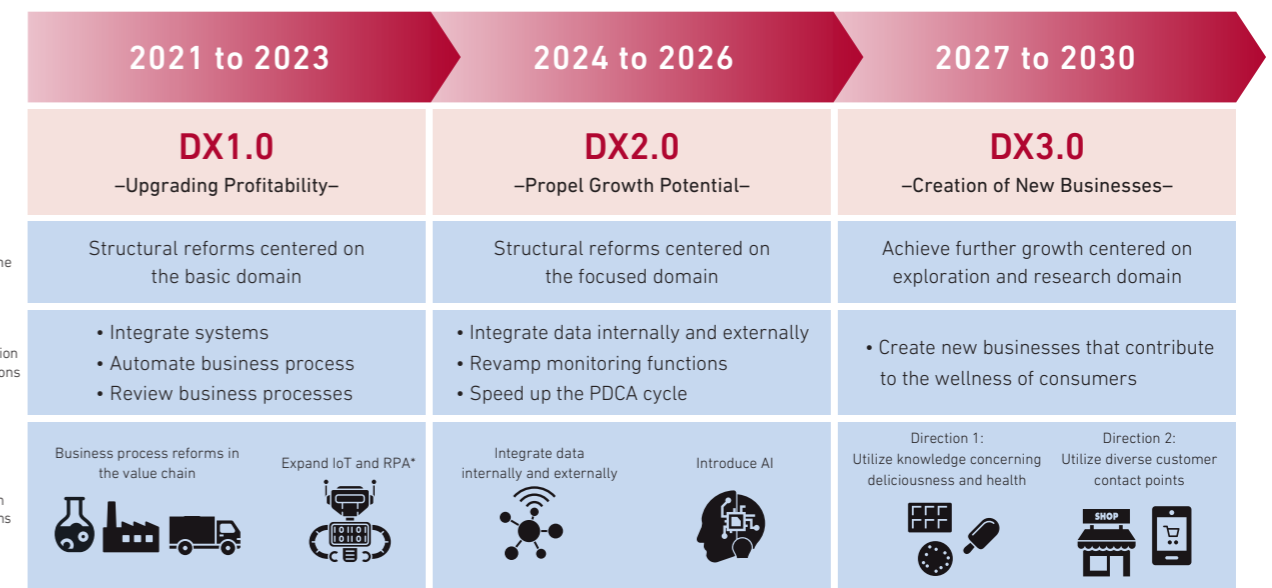 2021 to 2023
2024 to 2026
2027 to 2030
DX1.0
–Upgrading Profitability–
DX2.0
–Propel Growth Potential–
DX3.0
–Creation of New Businesses–
Structural reforms centered on
the basic domain
Structural reforms centered on
the focused domain
Achieve further growth centered on
exploration and research domain
• Integrate systems
• Automate business process
• Review business processes
• Integrate data internally and externally
• Revamp monitoring functions
• Speed up the PDCA cycle
• Create new businesses that contribute
to the wellness of consumers
Business process reforms in
the value chain
Expand IoT and RPA*
Integrate data
internally and externally
Introduce AI
Direction 1:
Utilize knowledge concerning
deliciousness and health
Direction 2:
Utilize diverse customer
contact points
SHOP